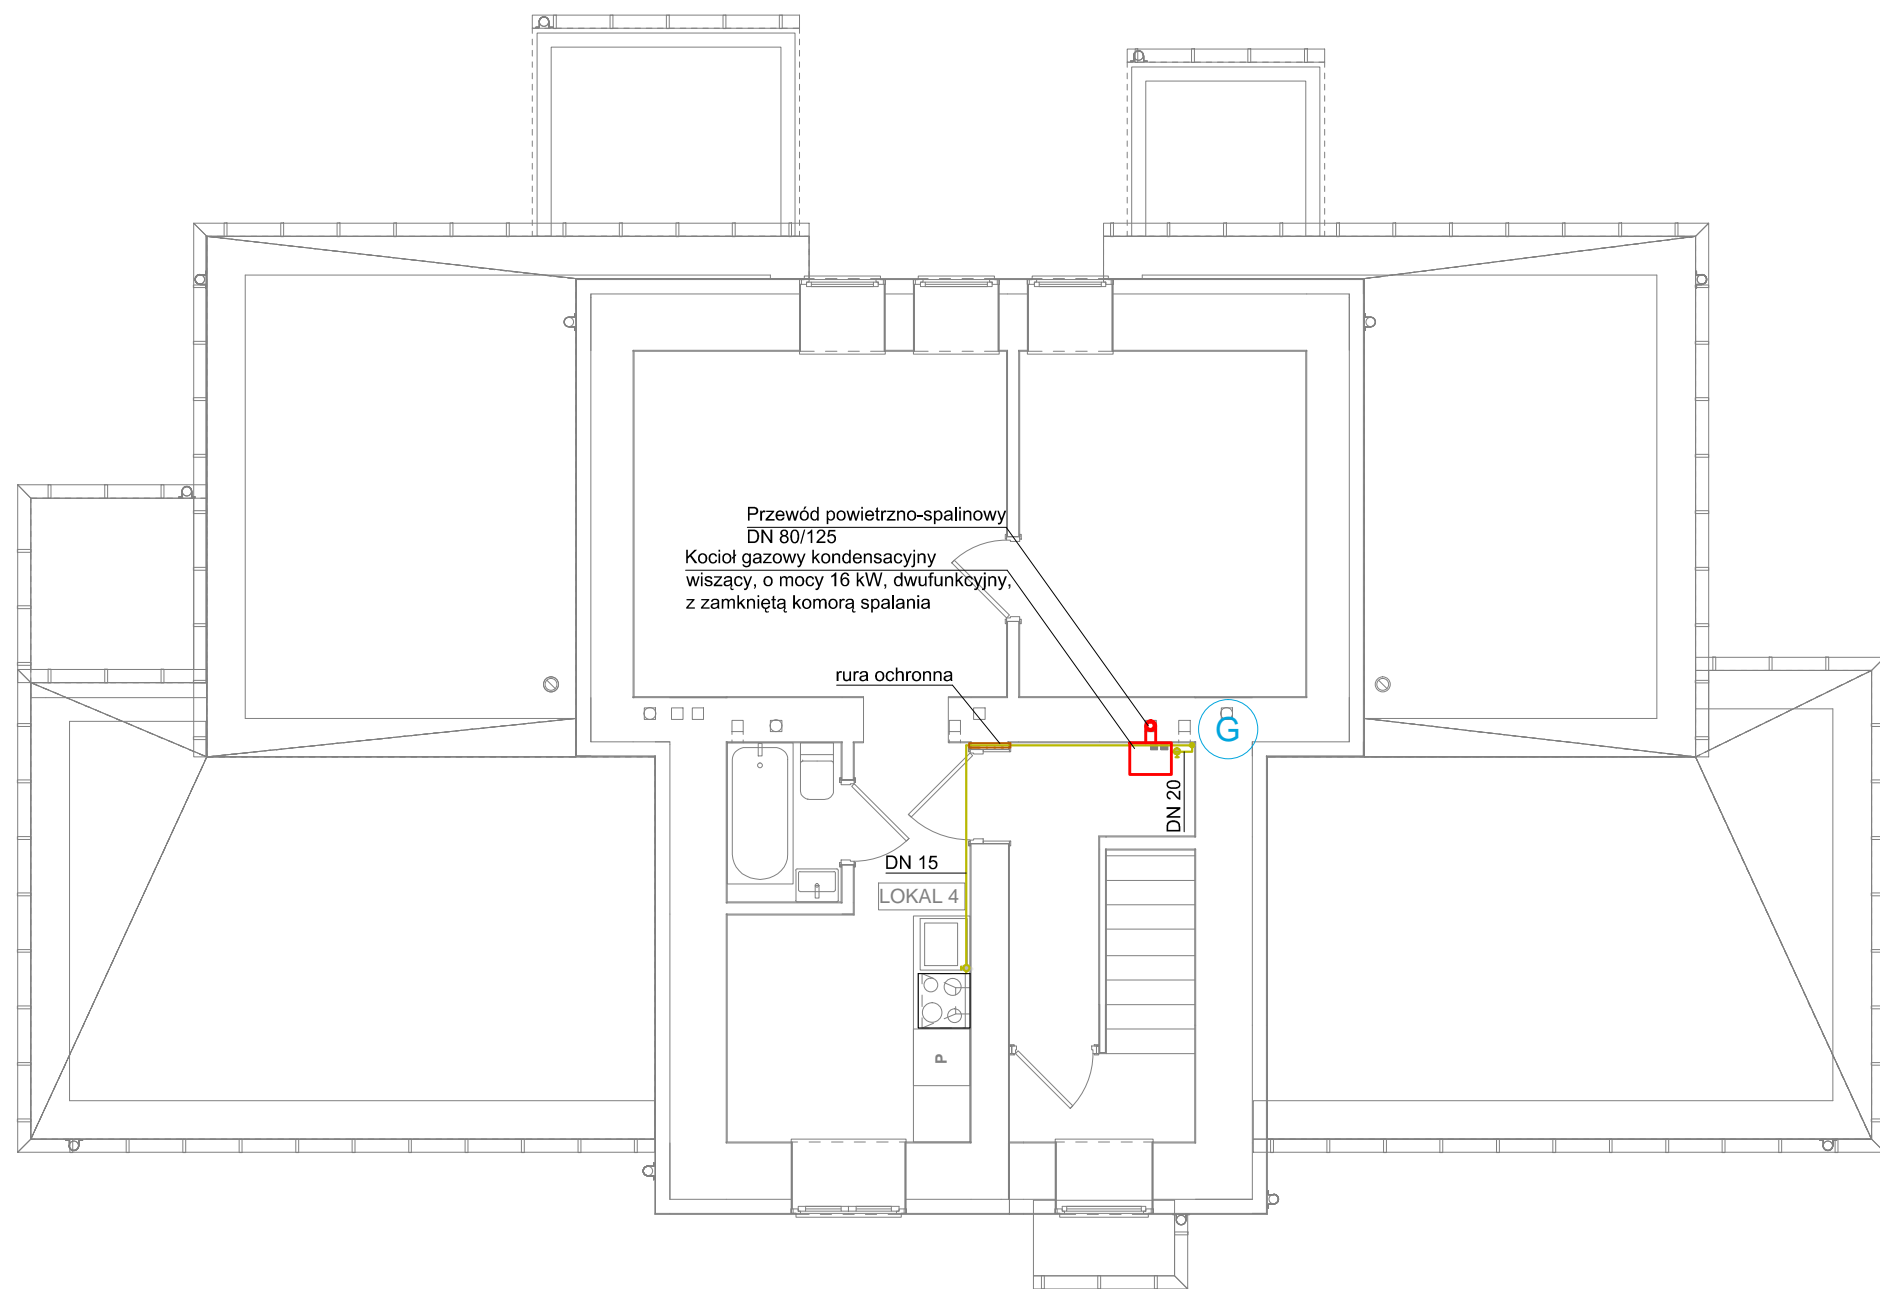 Przewód powietrzno-spalinowy
DN 80/125
Kocioł gazowy kondensacyjny
wiszący, o mocy 16 kW, dwufunkcyjny,
z zamkniętą komorą spalania
rura ochronna
G
DN 20
DN 15
LOKAL 4
P